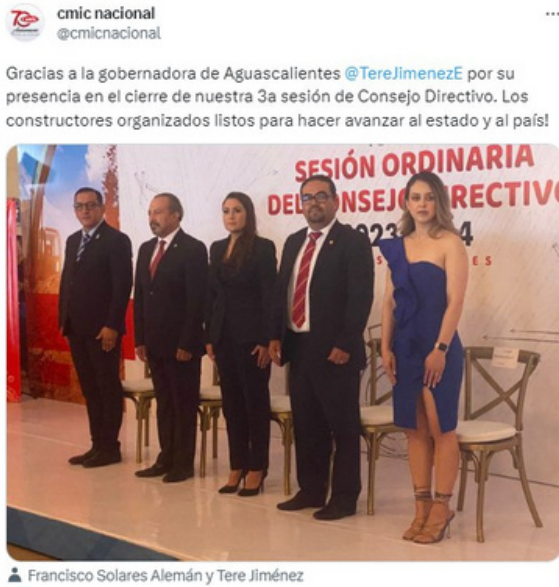 cmic nacional
@cmicnacional
Gracias a la gobernadora de Aguascalientes @TereJimenezE por su
presencia en el cierre de nuestra 3a sesión de Consejo Directivo. Los
constructores organizados listos para hacer avanzar al estado y al país!
SESIÓN ORDINARIA
DEL CONSEJO DIRECTIVO
Francisco Solares Alemán y Tere Jiménez